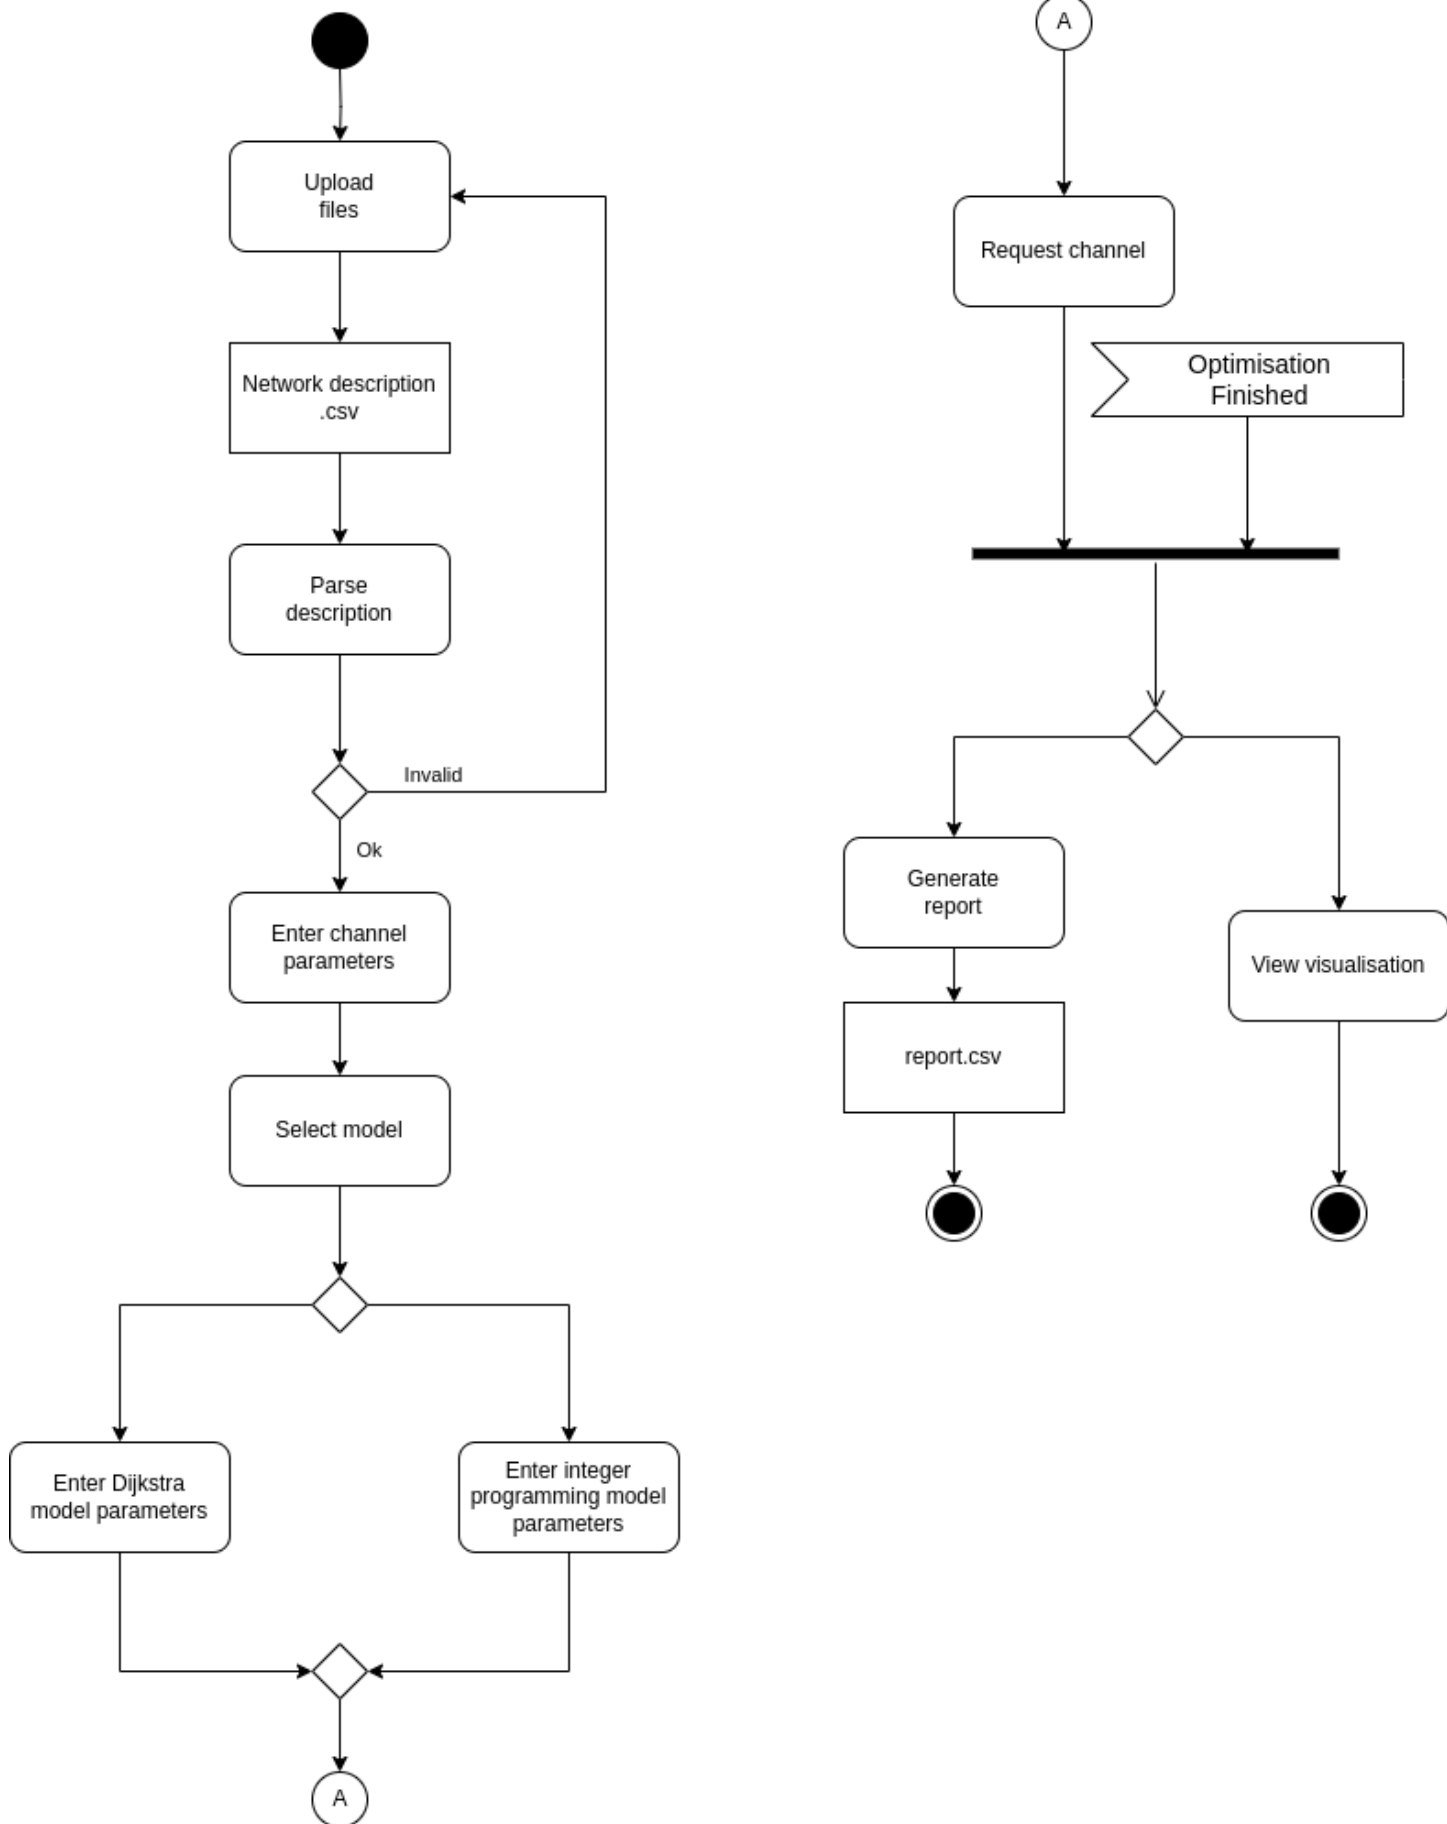 Upload
files
Network description
.csv
Parse
description
Invalid
Ok
Enter channel
parameters
Select model
Enter Dijkstra
model parameters
Enter integer
programming model
parameters
A
A
Request channel
Optimisation
Finished
Generate
report
View visualisation
report.csv